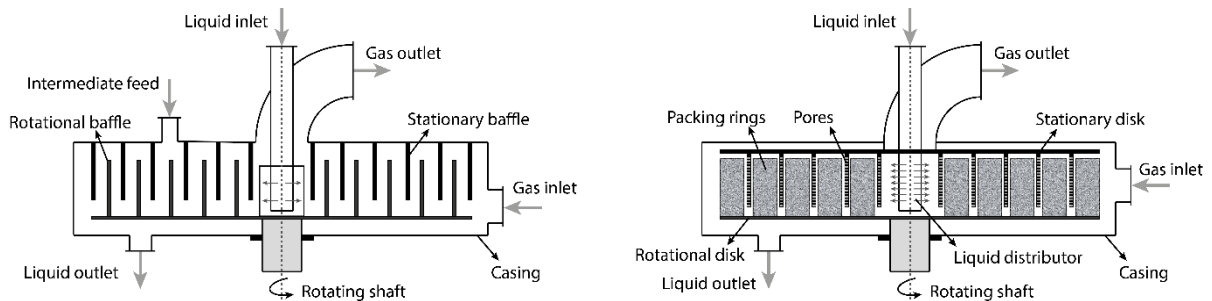 Liquid inlet
Gas outlet
Intermediate feed
Rotational baffle
Stationary baffle
Gas inlet
Liquid outlet
Casing
Rotating shaft
Liquid inlet
Gas outlet
Packing rings
Pores
Stationary disk
Gas inlet
Rotational disk
Liquid distributor
Liquid outlet
Casing
Rotating shaft